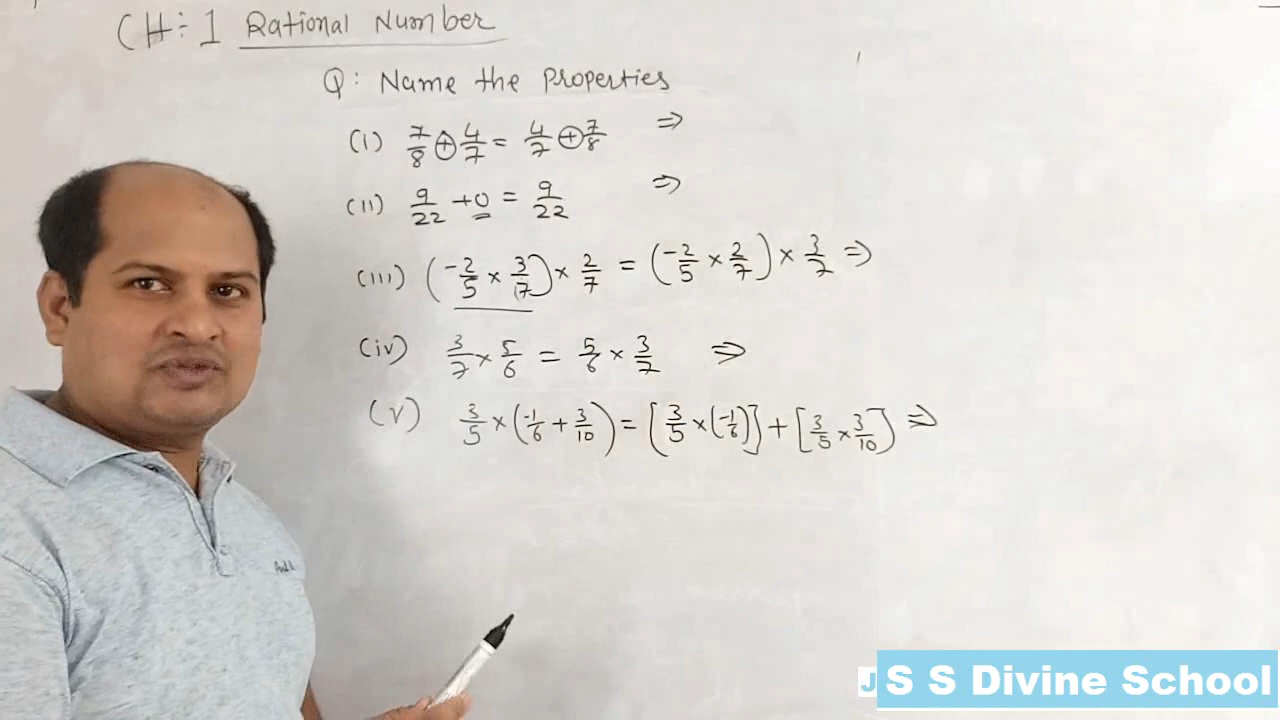 CH÷1 Rational Number
Q: Name the Properties
(i) 7/8 ⊕ 4/7 = 4/7 ⊕ 7/8 ⇒
(ii) 9/22 + 0 = 9/22 ⇒
(iii) (-2/5 × 3/7) × 2/7 = (-2/5 × 2/7) × 3/7 ⇒
(iv) 3/7 × 5/6 = 5/6 × 3/7 ⇒
(v) 3/5 × (-1/6 + 3/10) = [3/5 × (-1/6)] + [3/5 × 3/10] ⇒
J S S Divine School